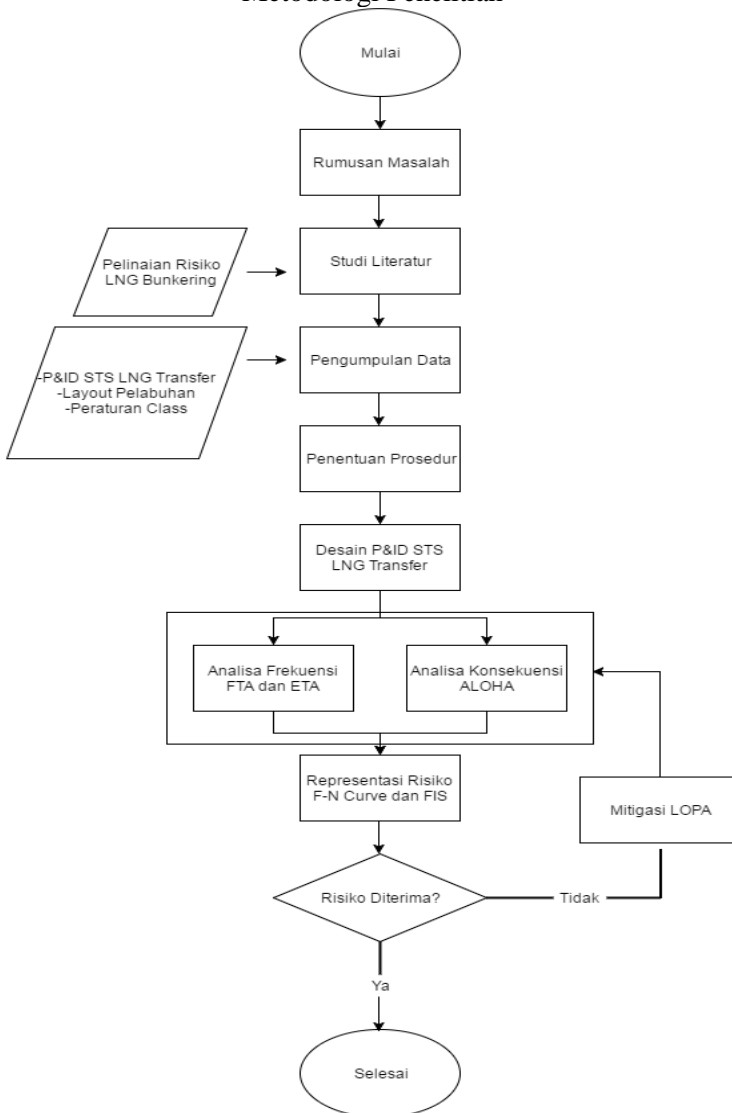 Metodologi Penelitian
Mulai
Rumusan Masalah
Pelinaian Risiko
LNG Bunkering
Studi Literatur
-P&ID STS LNG Transfer
-Layout Pelabuhan
-Peraturan Class
Pengumpulan Data
Penentuan Prosedur
Desain P&ID STS
LNG Transfer
Analisa Frekuensi
FTA dan ETA
Analisa Konsekuensi
ALOHA
Representasi Risiko
F-N Curve dan FIS
Mitigasi LOPA
Risiko Diterima?
Tidak
Ya
Selesai